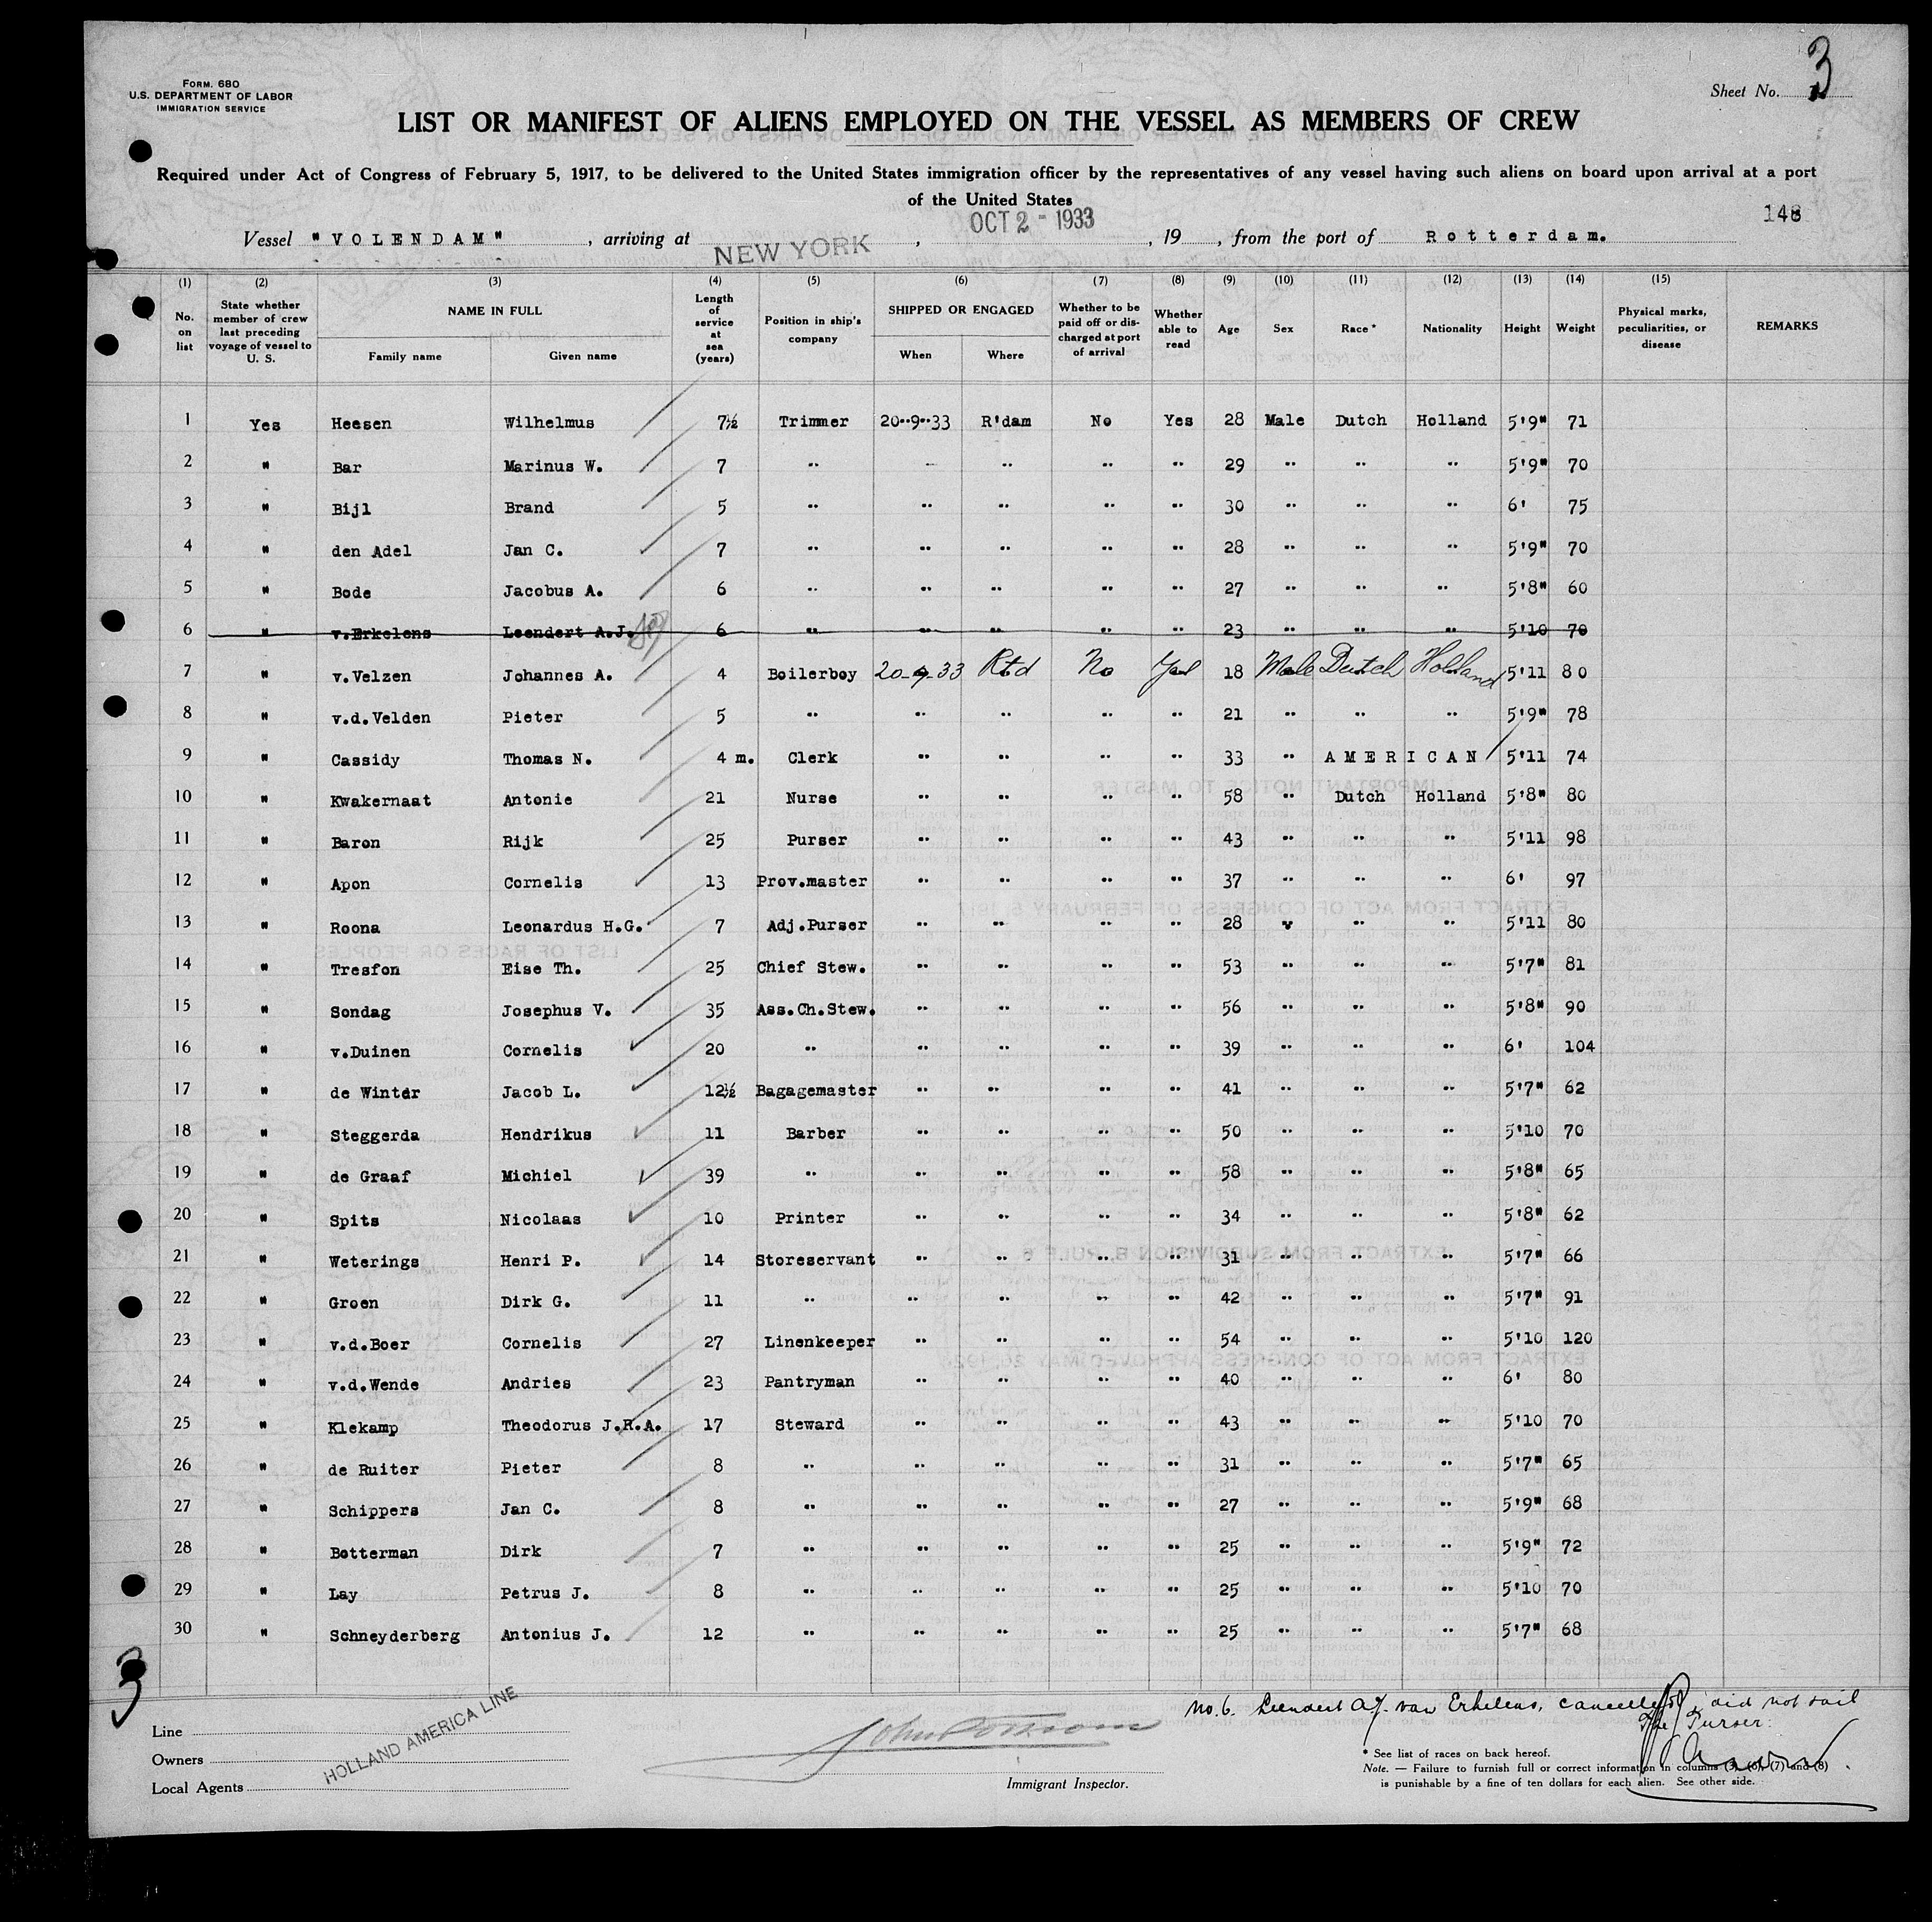 Form. 680
U.S. DEPARTMENT OF LABOR
IMMIGRATION SERVICE
Sheet No. 3
LIST OR MANIFEST OF ALIENS EMPLOYED ON THE VESSEL AS MEMBERS OF CREW
Required under Act of Congress of February 5, 1917, to be delivered to the United States immigration officer by the representatives of any vessel having such aliens on board upon arrival at a port
of the United States
148
Vessel "VOLENDAM", arriving at NEW YORK, OCT 2 - 1933, 19, from the port of Rotterdam.
(1) (2) (3) (4) (5) (6) (7) (8) (9) (10) (11) (12) (13) (14) (15)
No. on list State whether member of crew last preceding voyage of vessel to U. S. NAME IN FULL Family name Given name Length of service at sea (years) Position in ship's company SHIPPED OR ENGAGED When Where Whether to be paid off or discharged at port of arrival Whether able to read Age Sex Race* Nationality Height Weight Physical marks, peculiarities, or disease REMARKS
1 Yes Heesen Wilhelmus 7½ Trimmer 20-9-33 R'dam No Yes 28 Male Dutch Holland 5'9" 71
2 " Bar Marinus W. 7 " " " " " 29 " " " 5'9" 70
3 " Bijl Brand 5 " " " " " 30 " " " 6' 75
4 " den Adel Jan C. 7 " " " " " 28 " " " 5'9" 70
5 " Bode Jacobus A. 6 " " " " " 27 " " " 5'8" 60
6 " v.Erkelens Leendert A.J. 6 " " " " " 23 " " " 5'10 70
7 " v.Velzen Johannes A. 4 Boilerboy 20-9-33 Rtd No Yes 18 Male Dutch Holland 5'11 80
8 " v.d.Velden Pieter 5 " " " " " 21 " " " 5'9" 78
9 " Cassidy Thomas N. 4 m. Clerk " " " " 33 " AMERICAN 5'11 74
10 " Kwakernaat Antonie 21 Nurse " " " " 58 " Dutch Holland 5'8" 80
11 " Baron Rijk 25 Purser " " " " 43 " " " 5'11 98
12 " Apon Cornelis 13 Prov.master " " " " 37 " " " 6' 97
13 " Roona Leonardus H.G. 7 Adj.Purser " " " " 28 " " " 5'11 80
14 " Tresfon Eise Th. 25 Chief Stew. " " " " 53 " " " 5'7" 81
15 " Sondag Josephus V. 35 Ass.Ch.Stew. " " " " 56 " " " 5'8" 90
16 " v.Duinen Cornelis 20 " " " " " 39 " " " 6' 104
17 " de Winter Jacob L. 12½ Bagagemaster " " " " 41 " " " 5'7" 62
18 " Steggerda Hendrikus 11 Barber " " " " 50 " " " 5'10 70
19 " de Graaf Michiel 39 " " " " " 58 " " " 5'8" 65
20 " Spits Nicolaas 10 Printer " " " " 34 " " " 5'8" 62
21 " Weterings Henri P. 14 Storeservant " " " " 31 " " " 5'7" 66
22 " Groen Dirk G. 11 " " " " " 42 " " " 5'7" 91
23 " v.d.Boer Cornelis 27 Linenkeeper " " " " 54 " " " 5'10 120
24 " v.d.Wende Andries 23 Pantryman " " " " 40 " " " 6' 80
25 " Klekamp Theodorus J.R.A. 17 Steward " " " " 43 " " " 5'10 70
26 " de Ruiter Pieter 8 " " " " " 31 " " " 5'7" 65
27 " Schippers Jan C. 8 " " " " " 27 " " " 5'9" 68
28 " Botterman Dirk 7 " " " " " 25 " " " 5'9" 72
29 " Lay Petrus J. 8 " " " " " 25 " " " 5'10 70
30 " Schneyderberg Antonius J. 12 " " " " " 25 " " " 5'7" 68
3
no.6. Leendert A.J. van Erkelens, cancelled, did not sail
The Purser.
Line
Owners
Local Agents
HOLLAND AMERICA LINE
Immigrant Inspector.
* See list of races on back hereof.
Note. — Failure to furnish full or correct information in columns (3) (6), (7) and (8)
is punishable by a fine of ten dollars for each alien. See other side.